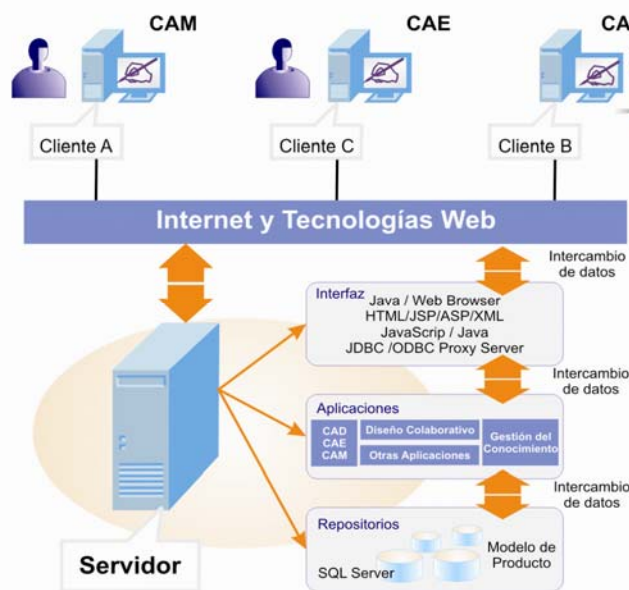 CAM
CAE
CA
Cliente A
Cliente C
Cliente B
Internet y Tecnologías Web
Intercambio
de datos
Interfaz
Java / Web Browser
HTML/JSP/ASP/XML
JavaScrip / Java
JDBC /ODBC Proxy Server
Intercambio
de datos
Aplicaciones
CAD
CAE
CAM
Diseño Colaborativo
Otras Aplicaciones
Gestión del
Conocimiento
Intercambio
de datos
Repositorios
SQL Server
Modelo de
Producto
Servidor